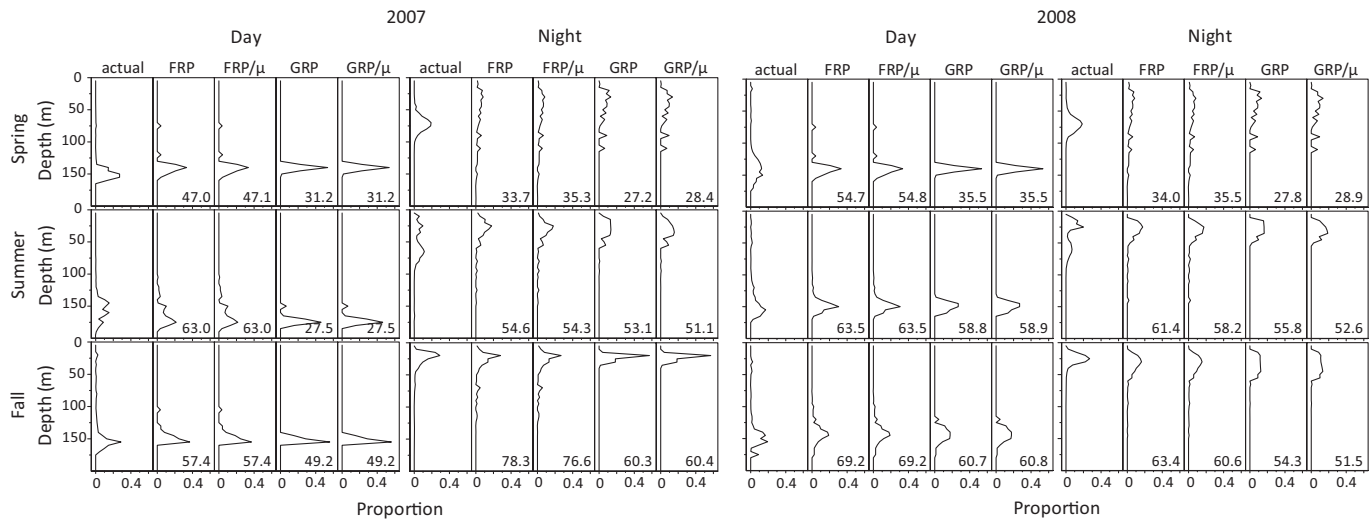 2007 2008
Day Night Day Night
actual FRP FRP/μ GRP GRP/μ actual FRP FRP/μ GRP GRP/μ actual FRP FRP/μ GRP GRP/μ actual FRP FRP/μ GRP GRP/μ
Spring
Depth (m)
0
50
100
150
47.0 47.1 31.2 31.2 33.7 35.3 27.2 28.4 54.7 54.8 35.5 35.5 34.0 35.5 27.8 28.9
Summer
Depth (m)
0
50
100
150
63.0 63.0 27.5 27.5 54.6 54.3 53.1 51.1 63.5 63.5 58.8 58.9 61.4 58.2 55.8 52.6
Fall
Depth (m)
0
50
100
150
57.4 57.4 49.2 49.2 78.3 76.6 60.3 60.4 69.2 69.2 60.7 60.8 63.4 60.6 54.3 51.5
0 0.4 0 0.4 0 0.4 0 0.4 0 0.4 0 0.4 0 0.4 0 0.4 0 0.4 0 0.4 0 0.4 0 0.4 0 0.4 0 0.4 0 0.4 0 0.4 0 0.4 0 0.4 0 0.4 0 0.4
Proportion Proportion